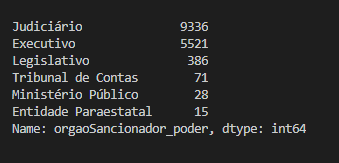 Judiciário 9336
Executivo 5521
Legislativo 386
Tribunal de Contas 71
Ministério Público 28
Entidade Paraestatal 15
Name: orgaoSancionador_poder, dtype: int64